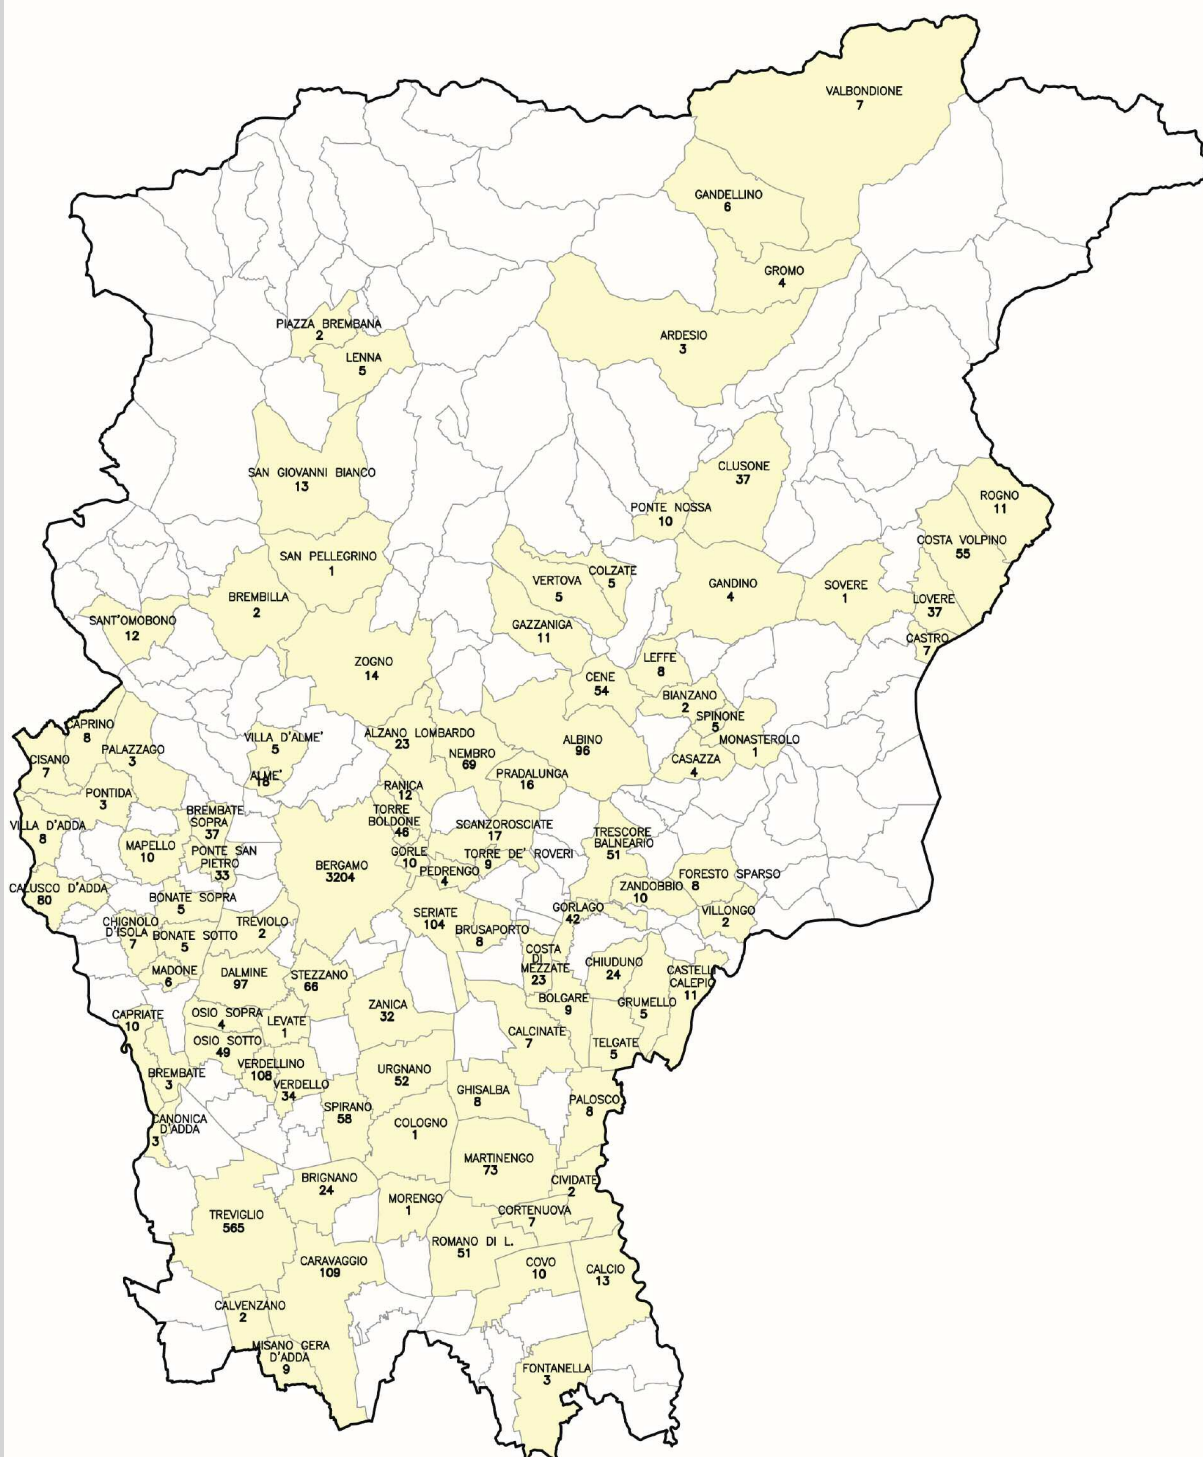 VALBONDIONE
7
GANDELLINO
6
GROMO
4
PIAZZA BREMBANA
2
ARDESIO
3
LENNA
5
SAN GIOVANNI BIANCO
13
CLUSONE
37
PONTE NOSSA
10
ROGNO
11
COSTA VOLPINO
55
SAN PELLEGRINO
1
VERTOVA
5
COLZATE
5
GANDINO
4
SOVERE
1
BREMBILLA
2
LOVERE
37
SANT'OMOBONO
12
GAZZANIGA
11
CASTRO
7
ZOGNO
14
LEFFE
8
CENE
54
BIANZANO
2
SPINONE
5
CAPRINO
8
VILLA D'ALME'
5
ALZANO LOMBARDO
23
ALBINO
96
MONASTEROLO
1
CISANO
7
PALAZZAGO
3
NEMBRO
69
CASAZZA
4
ALME'
18
PRADALUNGA
16
PONTIDA
3
RANICA
12
VILLA D'ADDA
8
BREMBATE
SOPRA
37
TORRE
BOLDONE
46
SCANZOROSCIATE
17
TRESCORE
BALNEARIO
51
MAPELLO
10
PONTE SAN
PIETRO
33
BERGAMO
3204
GORLE
10
TORRE DE' ROVERI
9
PEDRENGO
4
FORESTO SPARSO
8
CALUSCO D'ADDA
80
BONATE SOPRA
5
ZANDOBBIO
10
GORLAGO
42
VILLONGO
2
CHIGNOLO
D'ISOLA
7
BONATE SOTTO
5
TREVIOLO
2
SERIATE
104
BRUSAPORTO
8
COSTA
DI
MEZZATE
23
CHIUDUNO
24
CASTELLI
CALEPIO
11
MADONE
6
DALMINE
97
STEZZANO
66
ZANICA
32
BOLGARE
9
GRUMELLO
5
CAPRIATE
10
OSIO SOPRA
4
LEVATE
1
CALCINATE
7
TELGATE
5
OSIO SOTTO
49
VERDELLINO
108
BREMBATE
3
VERDELLO
34
URGNANO
52
GHISALBA
8
PALOSCO
8
SPIRANO
58
CANONICA
D'ADDA
3
COLOGNO
1
MARTINENGO
73
BRIGNANO
24
CIVIDATE
2
MORENGO
1
TREVIGLIO
565
CORTENUOVA
7
ROMANO DI L.
51
CARAVAGGIO
109
COVO
10
CALCIO
13
CALVENZANO
2
MISANO GERA
D'ADDA
9
FONTANELLA
3